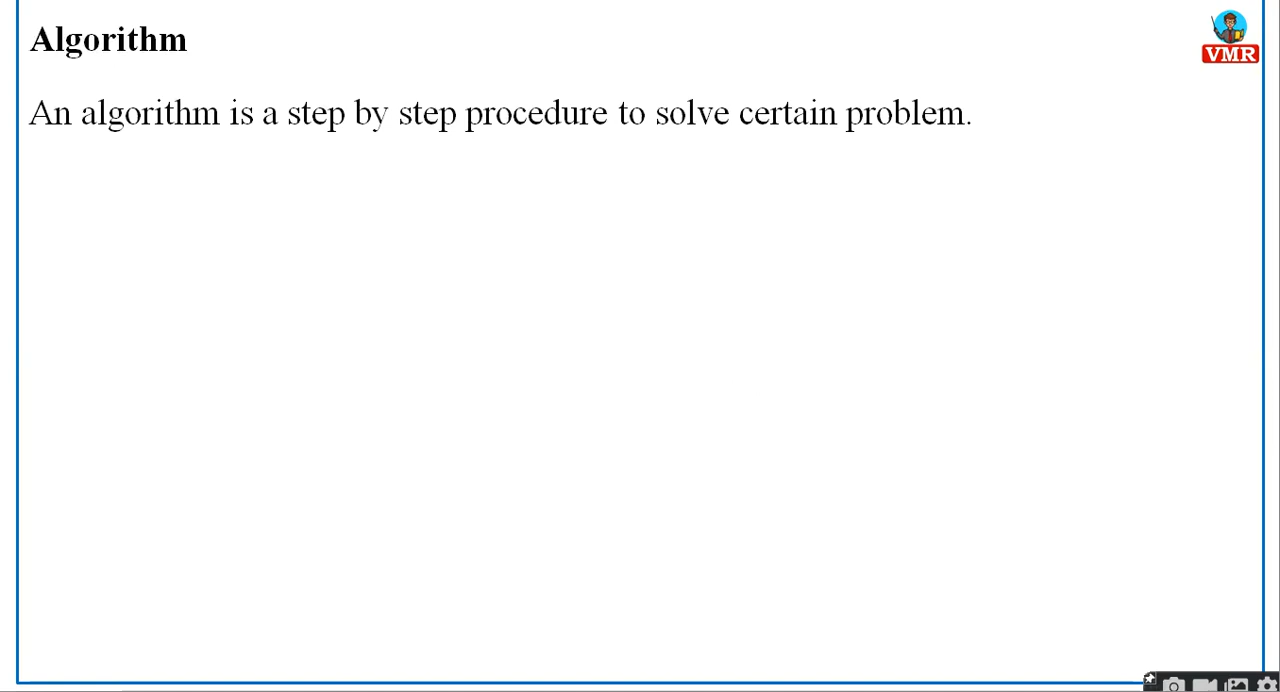 Algorithm
VMR
An algorithm is a step by step procedure to solve certain problem.